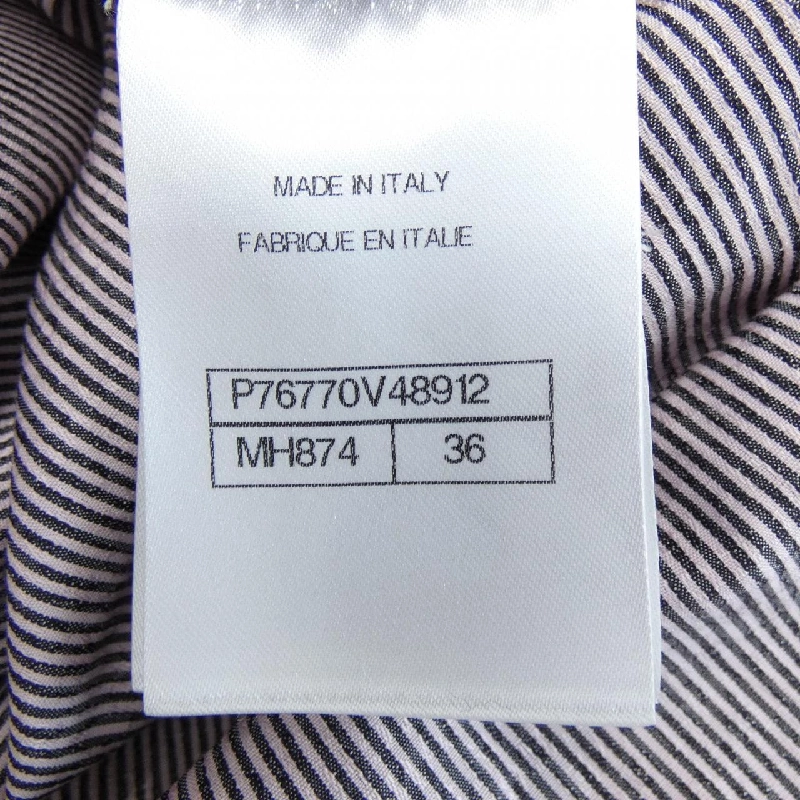 MADE IN ITALY
FABRIQUE EN ITALIE
P76770V48912
MH874 36